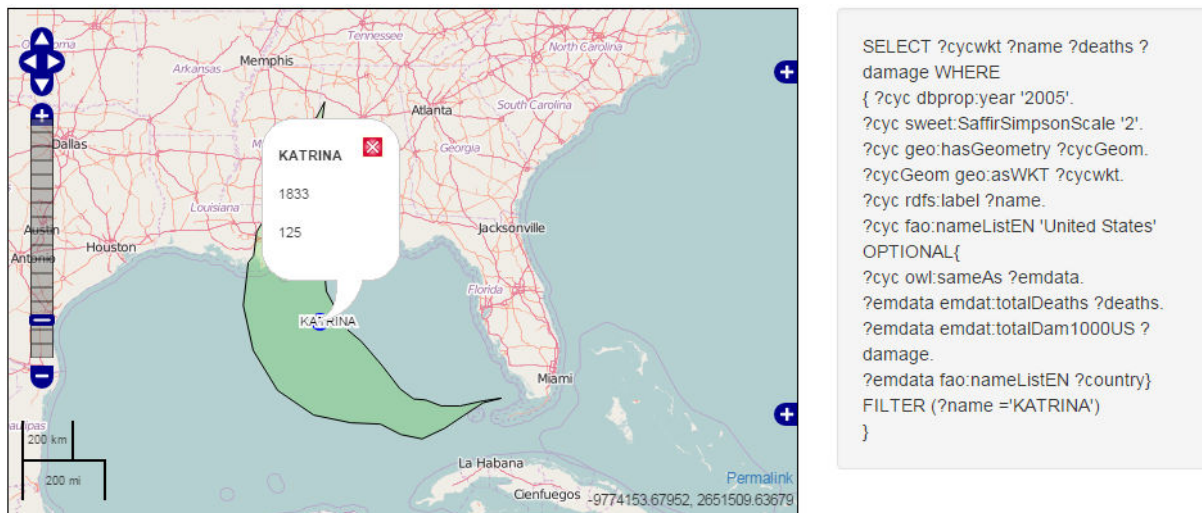 Tennessee
North Carolina
Memphis
Arkansas
Atlanta
South Carolina
Dallas
Georgia
KATRINA
1833
125
Louisiana
Austin
Houston
Jacksonville
Florida
KATRINA
Miami
200 km
200 mi
La Habana
Cienfuegos
Permalink
-9774153.67952, 2651509.63679
SELECT ?cycwkt ?name ?deaths ?
damage WHERE
{ ?cyc dbprop:year '2005'.
?cyc sweet:SaffirSimpsonScale '2'.
?cyc geo:hasGeometry ?cycGeom.
?cycGeom geo:asWKT ?cycwkt.
?cyc rdfs:label ?name.
?cyc fao:nameListEN 'United States'
OPTIONAL{
?cyc owl:sameAs ?emdata.
?emdata emdat:totalDeaths ?deaths.
?emdata emdat:totalDam1000US ?
damage.
?emdata fao:nameListEN ?country}
FILTER (?name ='KATRINA')
}